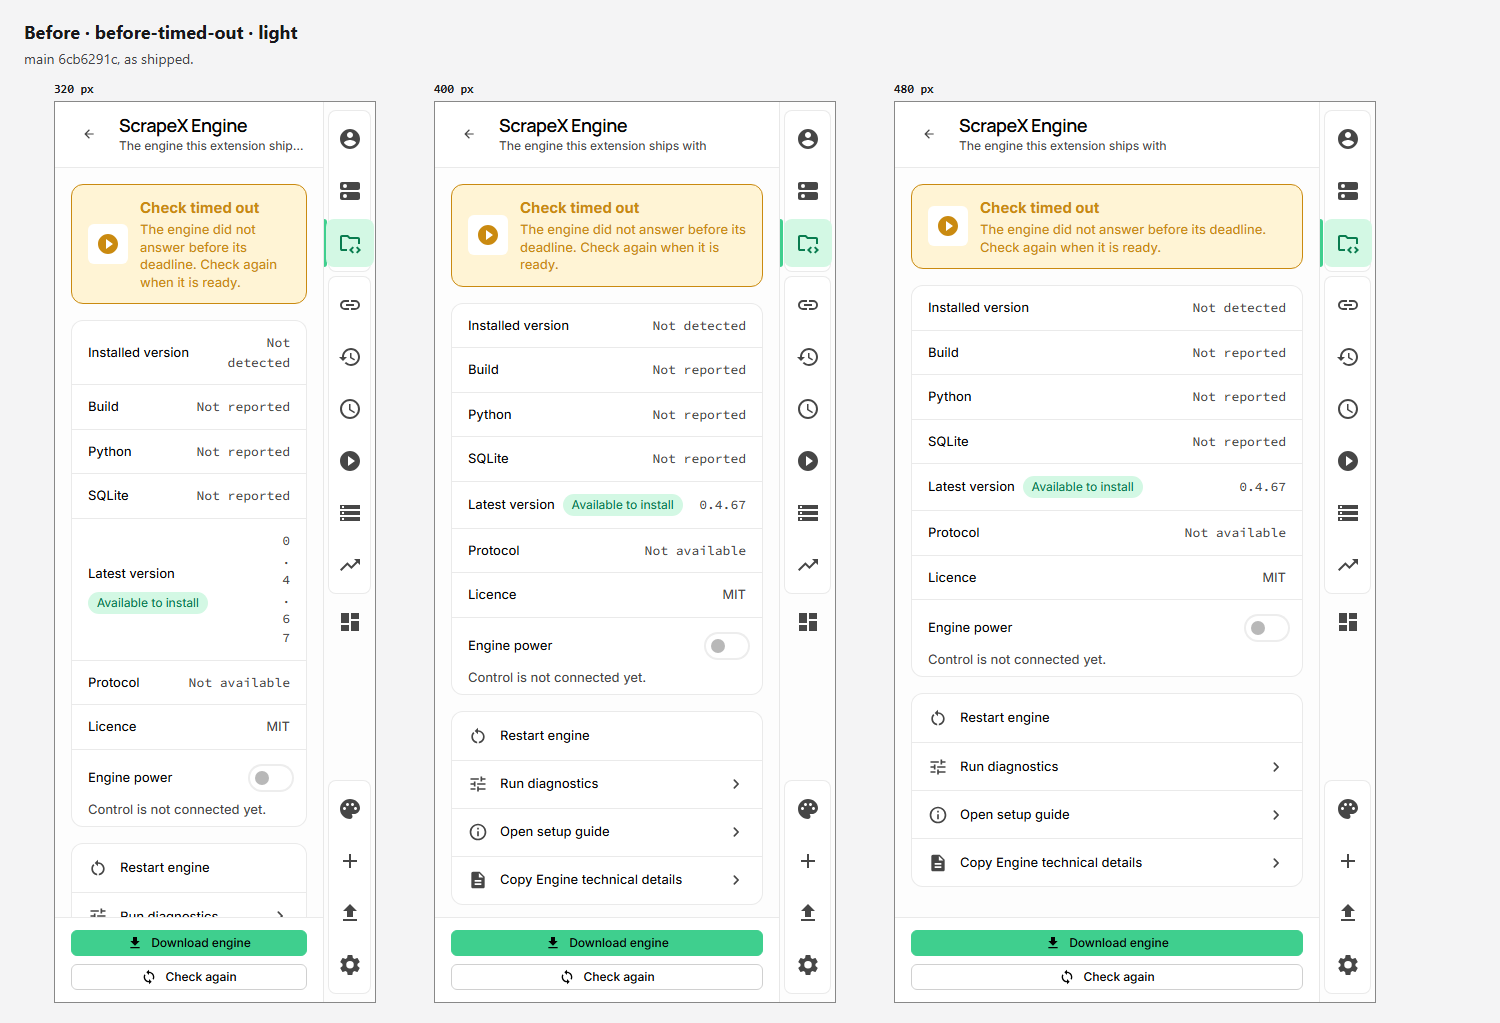 Before · before-timed-out · light
main 6cb6291c, as shipped.
320 px
ScrapeX Engine
The engine this extension ship...
Check timed out
The engine did not
answer before its
deadline. Check again
when it is ready.
Installed version
Not
detected
Build
Not reported
Python
Not reported
SQLite
Not reported
Latest version
Available to install
0
.
4
.
6
7
Protocol
Not available
Licence
MIT
Engine power
Control is not connected yet.
Restart engine
Run diagnostics
Download engine
Check again
400 px
ScrapeX Engine
The engine this extension ships with
Check timed out
The engine did not answer before its
deadline. Check again when it is
ready.
Installed version
Not detected
Build
Not reported
Python
Not reported
SQLite
Not reported
Latest version
Available to install
0.4.67
Protocol
Not available
Licence
MIT
Engine power
Control is not connected yet.
Restart engine
Run diagnostics
Open setup guide
Copy Engine technical details
Download engine
Check again
480 px
ScrapeX Engine
The engine this extension ships with
Check timed out
The engine did not answer before its deadline.
Check again when it is ready.
Installed version
Not detected
Build
Not reported
Python
Not reported
SQLite
Not reported
Latest version
Available to install
0.4.67
Protocol
Not available
Licence
MIT
Engine power
Control is not connected yet.
Restart engine
Run diagnostics
Open setup guide
Copy Engine technical details
Download engine
Check again